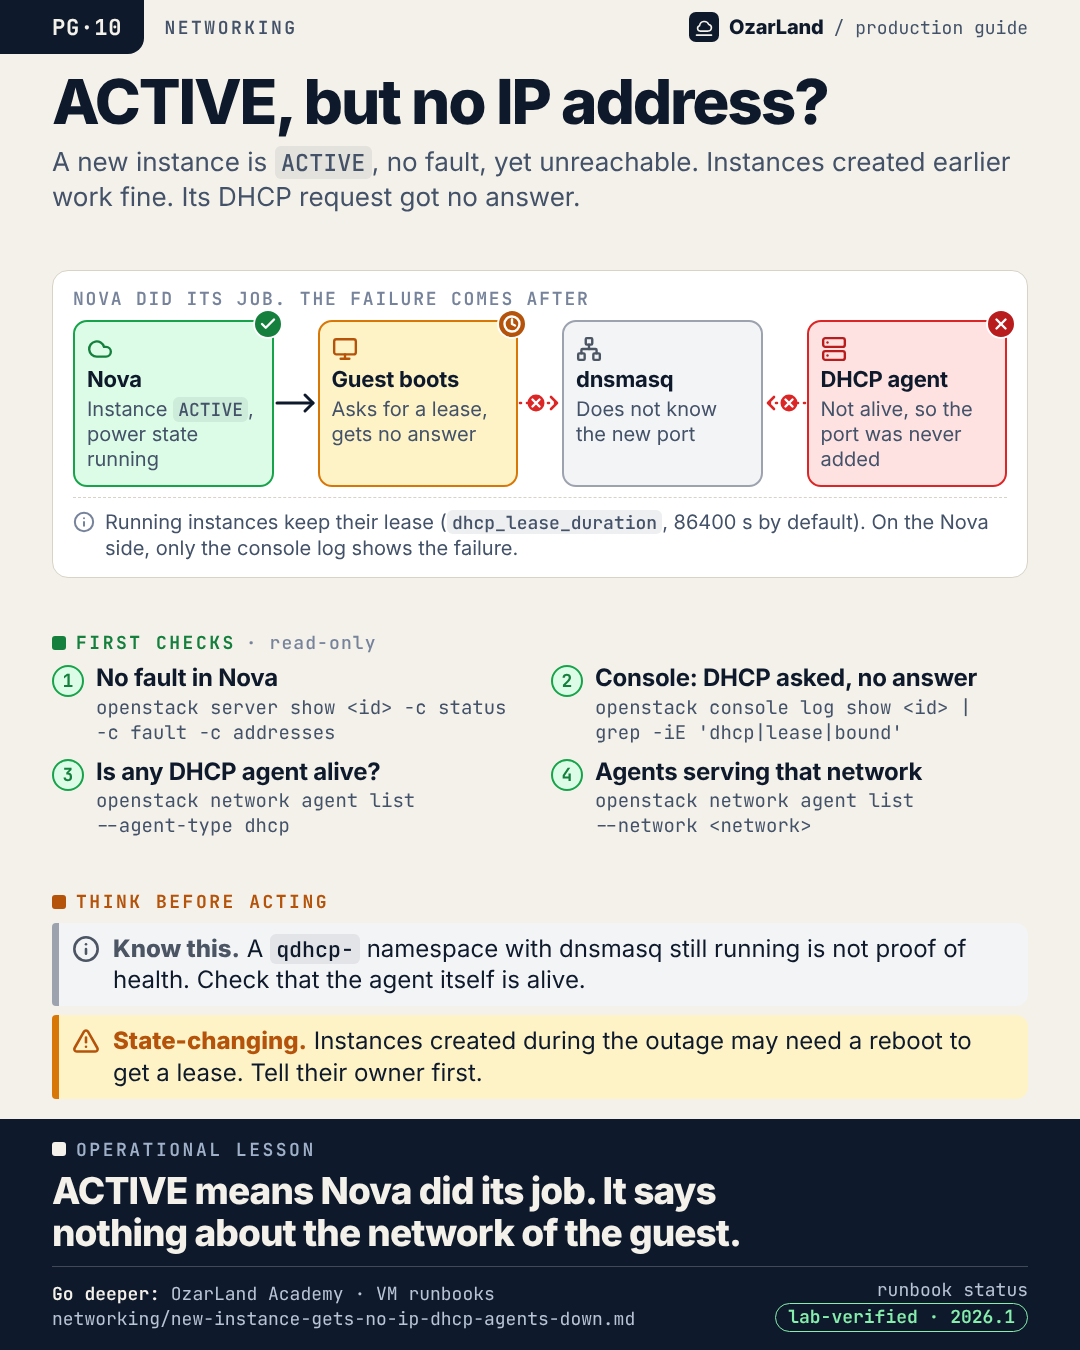 PG·10 NETWORKING OzarLand / production guide
ACTIVE, but no IP address?
A new instance is ACTIVE, no fault, yet unreachable. Instances created earlier
work fine. Its DHCP request got no answer.
NOVA DID ITS JOB. THE FAILURE COMES AFTER
Nova
Instance ACTIVE,
power state
running
Guest boots
Asks for a lease,
gets no answer
dnsmasq
Does not know
the new port
DHCP agent
Not alive, so the
port was never
added
Running instances keep their lease (dhcp_lease_duration, 86400 s by default). On the Nova
side, only the console log shows the failure.
FIRST CHECKS · read-only
1 No fault in Nova
openstack server show <id> -c status
-c fault -c addresses
2 Console: DHCP asked, no answer
openstack console log show <id> |
grep -iE 'dhcp|lease|bound'
3 Is any DHCP agent alive?
openstack network agent list
--agent-type dhcp
4 Agents serving that network
openstack network agent list
--network <network>
THINK BEFORE ACTING
Know this. A qdhcp- namespace with dnsmasq still running is not proof of
health. Check that the agent itself is alive.
State-changing. Instances created during the outage may need a reboot to
get a lease. Tell their owner first.
OPERATIONAL LESSON
ACTIVE means Nova did its job. It says
nothing about the network of the guest.
Go deeper: OzarLand Academy · VM runbooks
networking/new-instance-gets-no-ip-dhcp-agents-down.md
runbook status
lab-verified · 2026.1